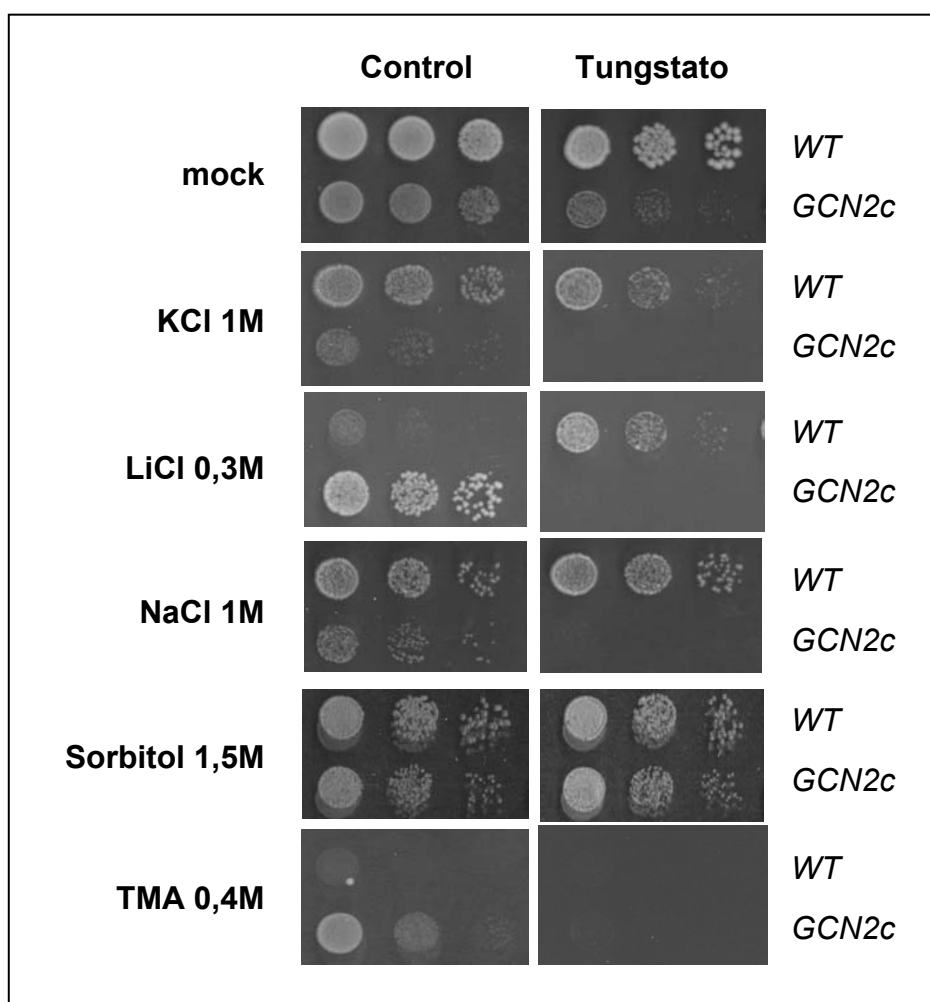 Control Tungstato
mock WT
GCN2c
KCl 1M WT
GCN2c
LiCl 0,3M WT
GCN2c
NaCl 1M WT
GCN2c
Sorbitol 1,5M WT
GCN2c
TMA 0,4M WT
GCN2c